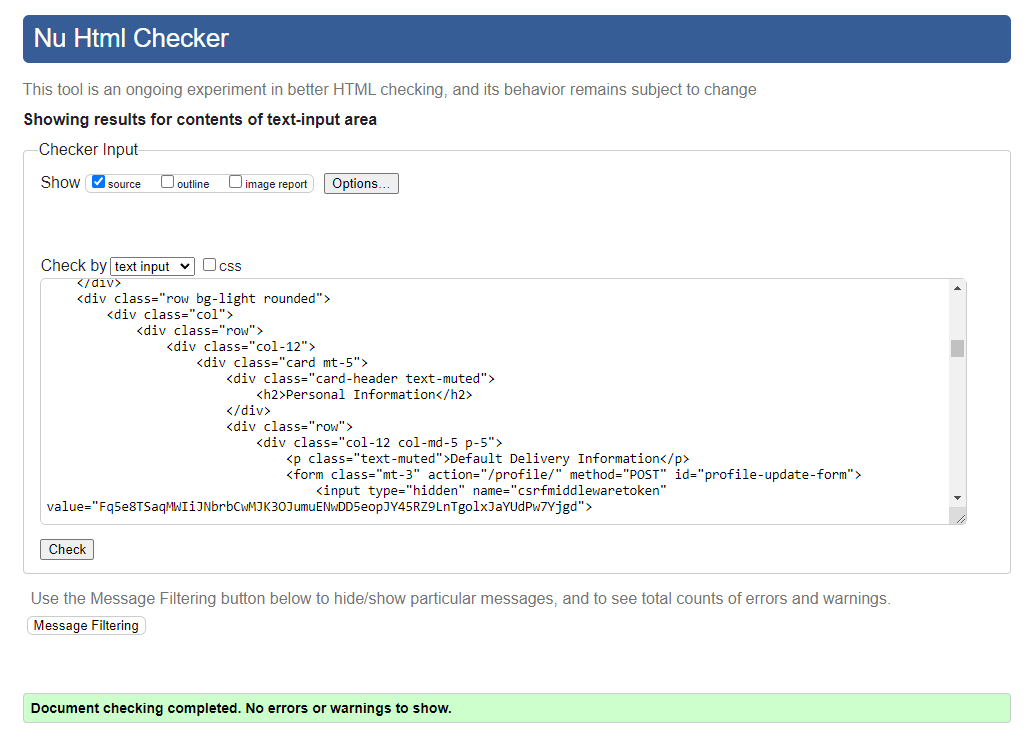 Nu Html Checker
This tool is an ongoing experiment in better HTML checking, and its behavior remains subject to change
Showing results for contents of text-input area
Checker Input
Show source outline image report Options...
Check by text input css
</div>
<div class="row bg-light rounded">
<div class="col">
<div class="row">
<div class="col-12">
<div class="card mt-5">
<div class="card-header text-muted">
<h2>Personal Information</h2>
</div>
<div class="row">
<div class="col-12 col-md-5 p-5">
<p class="text-muted">Default Delivery Information</p>
<form class="mt-3" action="/profile/" method="POST" id="profile-update-form">
<input type="hidden" name="csrfmiddlewaretoken"
value="Fq5e8TSaqMWIiJNbrbCwMJK3OJumuENwDD5eopJY45RZ9LnTgolxJaYUdPw7Yjgd">
Check
Use the Message Filtering button below to hide/show particular messages, and to see total counts of errors and warnings.
Message Filtering
Document checking completed. No errors or warnings to show.